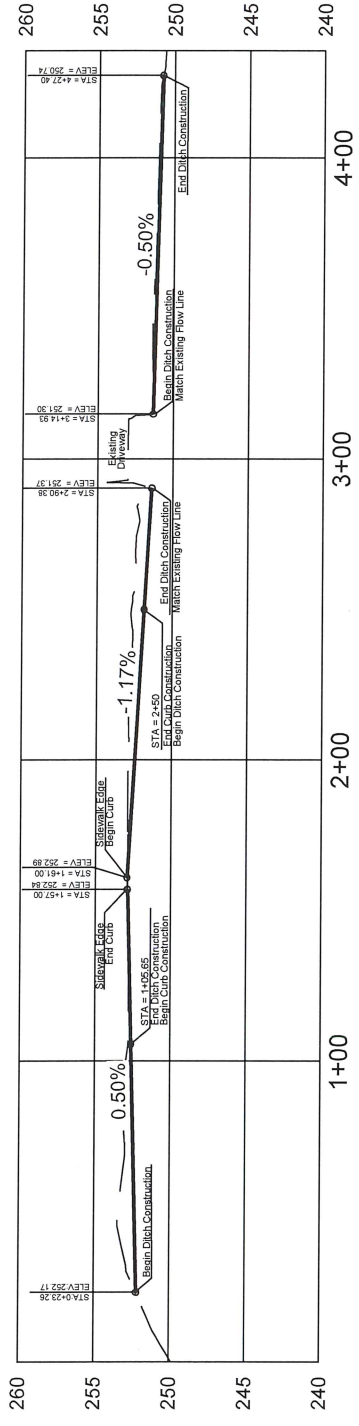 260
255
250
245
240
STA:0+23.26
ELEV:252.17
Begin Ditch Construction
0.50%
STA = 1+05.65
End Ditch Construction
Begin Curb Construction
Sidewalk Edge
End Curb
STA = 1+57.00
ELEV = 252.84
STA = 1+61.00
ELEV = 252.89
Sidewalk Edge
Begin Curb
-1.17%
STA = 2+50
End Curb Construction
Begin Ditch Construction
STA = 2+90.38
ELEV = 251.37
End Ditch Construction
Match Existing Flow Line
Existing
Driveway
STA = 3+14.93
ELEV = 251.30
Begin Ditch Construction
Match Existing Flow Line
-0.50%
STA = 4+27.40
ELEV = 250.74
End Ditch Construction
260
255
250
245
240
1+00
2+00
3+00
4+00